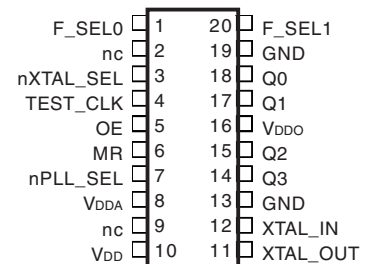 F_SEL0 1 20 F_SEL1
nc 2 19 GND
nXTAL_SEL 3 18 Q0
TEST_CLK 4 17 Q1
OE 5 16 VDDO
MR 6 15 Q2
nPLL_SEL 7 14 Q3
VDDA 8 13 GND
nc 9 12 XTAL_IN
VDD 10 11 XTAL_OUT